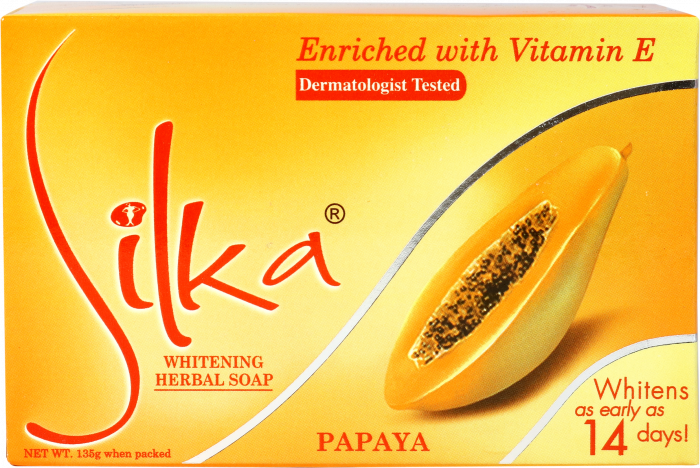 Enriched with Vitamin E
Dermatologist Tested
Silka®
WHITENING
HERBAL SOAP
PAPAYA
NET WT. 135g when packed
Whitens
as early as
14 days!